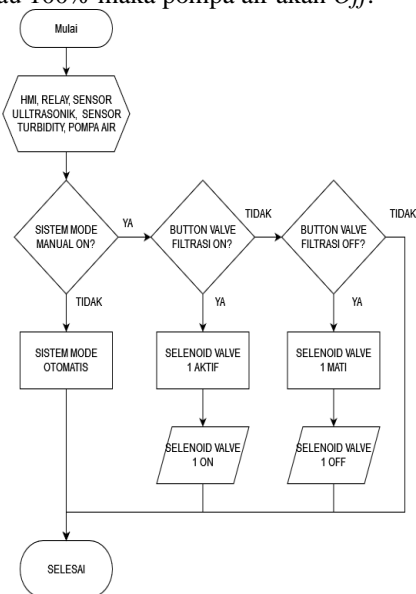 au 100% maka pompa air akan Off.
Mulai
HMI, RELAY, SENSOR
ULLTRASONIK, SENSOR
TURBIDITY, POMPA AIR
SISTEM MODE
MANUAL ON?
YA
BUTTON VALVE
FILTRASI ON?
TIDAK
BUTTON VALVE
FILTRASI OFF?
TIDAK
TIDAK
YA
YA
SISTEM MODE
OTOMATIS
SELENOID VALVE
1 AKTIF
SELENOID VALVE
1 MATI
SELENOID VALVE
1 ON
SELENOID VALVE
1 OFF
SELESAI